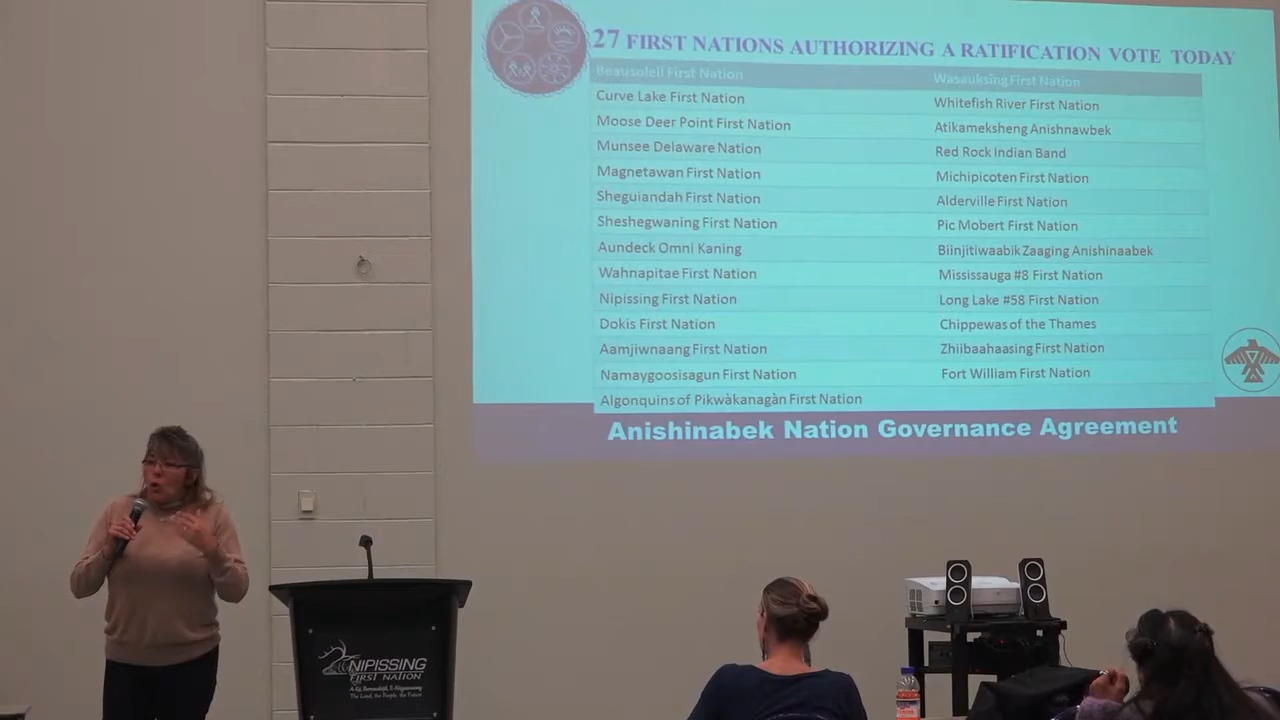 27 FIRST NATIONS AUTHORIZING A RATIFICATION VOTE TODAY
Beausoleil First Nation Wasauksing First Nation
Curve Lake First Nation Whitefish River First Nation
Moose Deer Point First Nation Atikameksheng Anishnawbek
Munsee Delaware Nation Red Rock Indian Band
Magnetawan First Nation Michipicoten First Nation
Sheguiandah First Nation Alderville First Nation
Sheshegwaning First Nation Pic Mobert First Nation
Aundeck Omni Kaning Biinjitiwaabik Zaaging Anishinaabek
Wahnapitae First Nation Mississauga #8 First Nation
Nipissing First Nation Long Lake #58 First Nation
Dokis First Nation Chippewas of the Thames
Aamjiwnaang First Nation Zhiibaahaasing First Nation
Namaygoosisagun First Nation Fort William First Nation
Algonquins of Pikwàkanagàn First Nation
Anishinabek Nation Governance Agreement
NIPISSING
FIRST NATION
The Land, the People, the Future